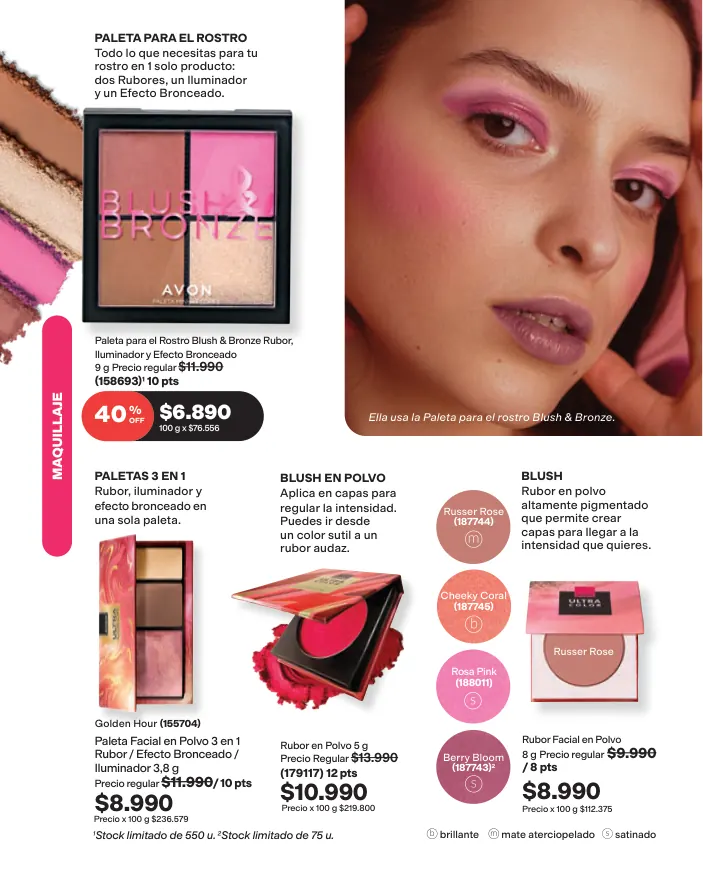 PALETA PARA EL ROSTRO
Todo lo que necesitas para tu
rostro en 1 solo producto:
dos Rubores, un Iluminador
y un Efecto Bronceado.
BLUSH &
BRONZE
AVON
Paleta para el Rostro Blush & Bronze Rubor,
Iluminador y Efecto Bronceado
9 g Precio regular $11.990
(158693)¹ 10 pts
40% OFF
$6.890
100 g x $76.556
Ella usa la Paleta para el rostro Blush & Bronze.
MAQUILLAJE
PALETAS 3 EN 1
Rubor, iluminador y
efecto bronceado en
una sola paleta.
ULTRA
Golden Hour (155704)
Paleta Facial en Polvo 3 en 1
Rubor / Efecto Bronceado /
Iluminador 3,8 g
Precio regular $11.990 / 10 pts
$8.990
Precio x 100 g $236.579
BLUSH EN POLVO
Aplica en capas para
regular la intensidad.
Puedes ir desde
un color sutil a un
rubor audaz.
Rubor en Polvo 5 g
Precio Regular $13.990
(179117) 12 pts
$10.990
Precio x 100 g $219.800
Russer Rose
(187744)
m
Cheeky Coral
(187745)
b
Rosa Pink
(188011)
s
Berry Bloom
(187743)²
s
BLUSH
Rubor en polvo
altamente pigmentado
que permite crear
capas para llegar a la
intensidad que quieres.
ULTRA
COLOR
Russer Rose
Rubor Facial en Polvo
8 g Precio regular $9.990
/ 8 pts
$8.990
Precio x 100 g $112.375
¹Stock limitado de 550 u. ²Stock limitado de 75 u.
b brillante m mate aterciopelado s satinado